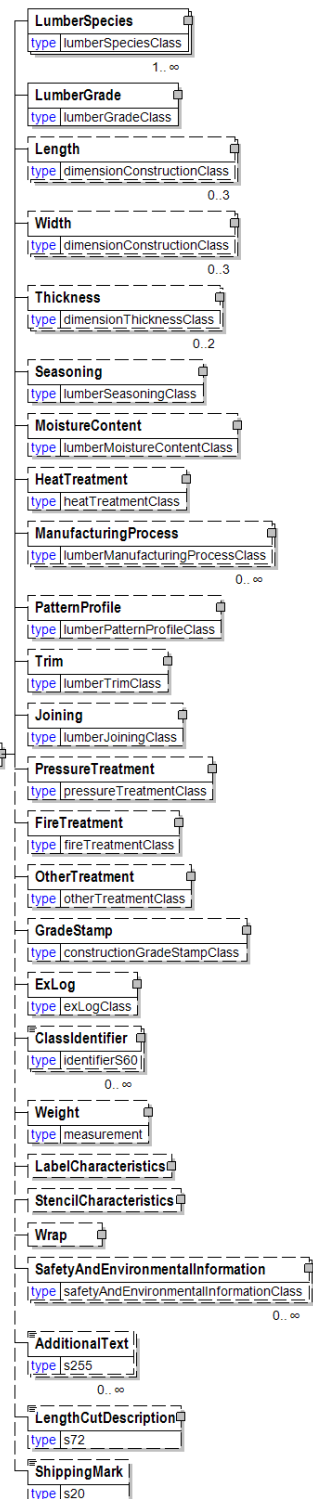 LumberSpecies
type lumberSpeciesClass
1..∞
LumberGrade
type lumberGradeClass
Length
type dimensionConstructionClass
0..3
Width
type dimensionConstructionClass
0..3
Thickness
type dimensionThicknessClass
0..2
Seasoning
type lumberSeasoningClass
MoistureContent
type lumberMoistureContentClass
HeatTreatment
type heatTreatmentClass
ManufacturingProcess
type lumberManufacturingProcessClass
0..∞
PatternProfile
type lumberPatternProfileClass
Trim
type lumberTrimClass
Joining
type lumberJoiningClass
PressureTreatment
type pressureTreatmentClass
FireTreatment
type fireTreatmentClass
OtherTreatment
type otherTreatmentClass
GradeStamp
type constructionGradeStampClass
ExLog
type exLogClass
ClassIdentifier
type identifierS60
0..∞
Weight
type measurement
LabelCharacteristics
StencilCharacteristics
Wrap
SafetyAndEnvironmentalInformation
type safetyAndEnvironmentalInformationClass
0..∞
AdditionalText
type s255
0..∞
LengthCutDescription
type s72
ShippingMark
type s20